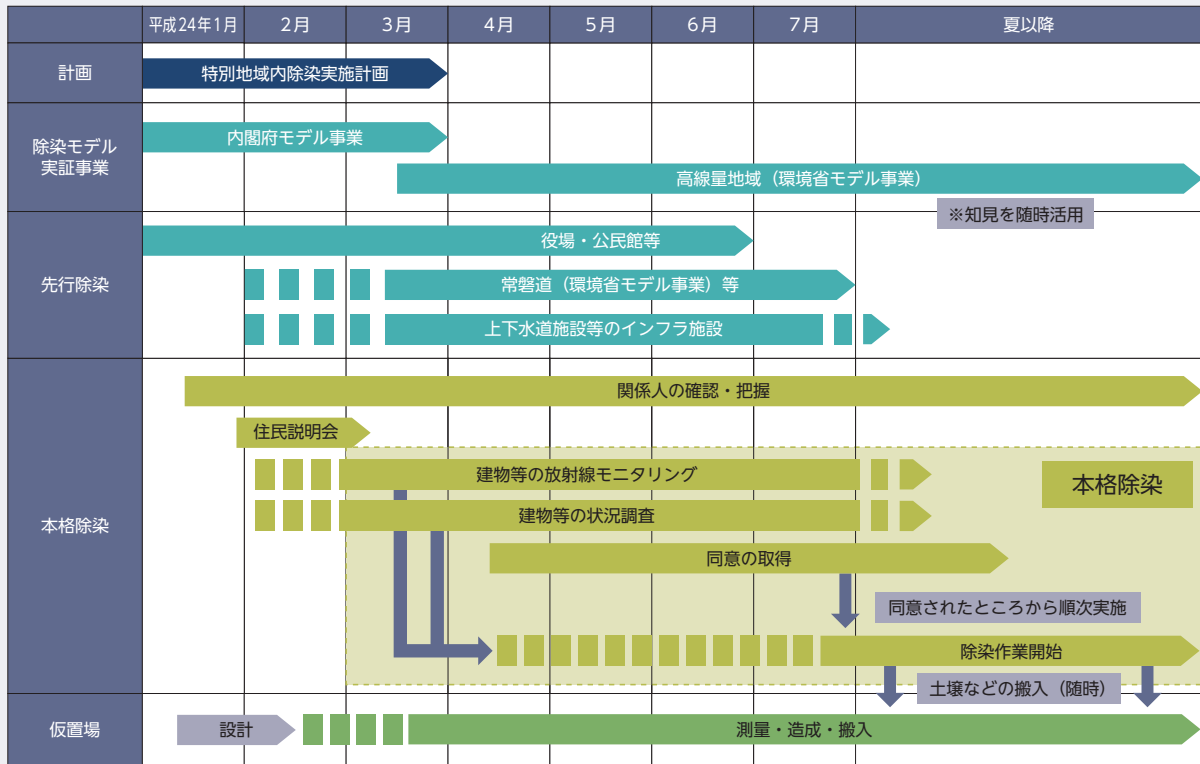 平成24年1月
2月
3月
4月
5月
6月
7月
夏以降
計画
特別地域内除染実施計画
除染モデル
実証事業
内閣府モデル事業
高線量地域（環境省モデル事業）
※知見を随時活用
先行除染
役場・公民館等
常磐道（環境省モデル事業）等
上下水道施設等のインフラ施設
本格除染
関係人の確認・把握
住民説明会
建物等の放射線モニタリング
本格除染
建物等の状況調査
同意の取得
同意されたところから順次実施
除染作業開始
土壌などの搬入（随時）
仮置場
設計
測量・造成・搬入